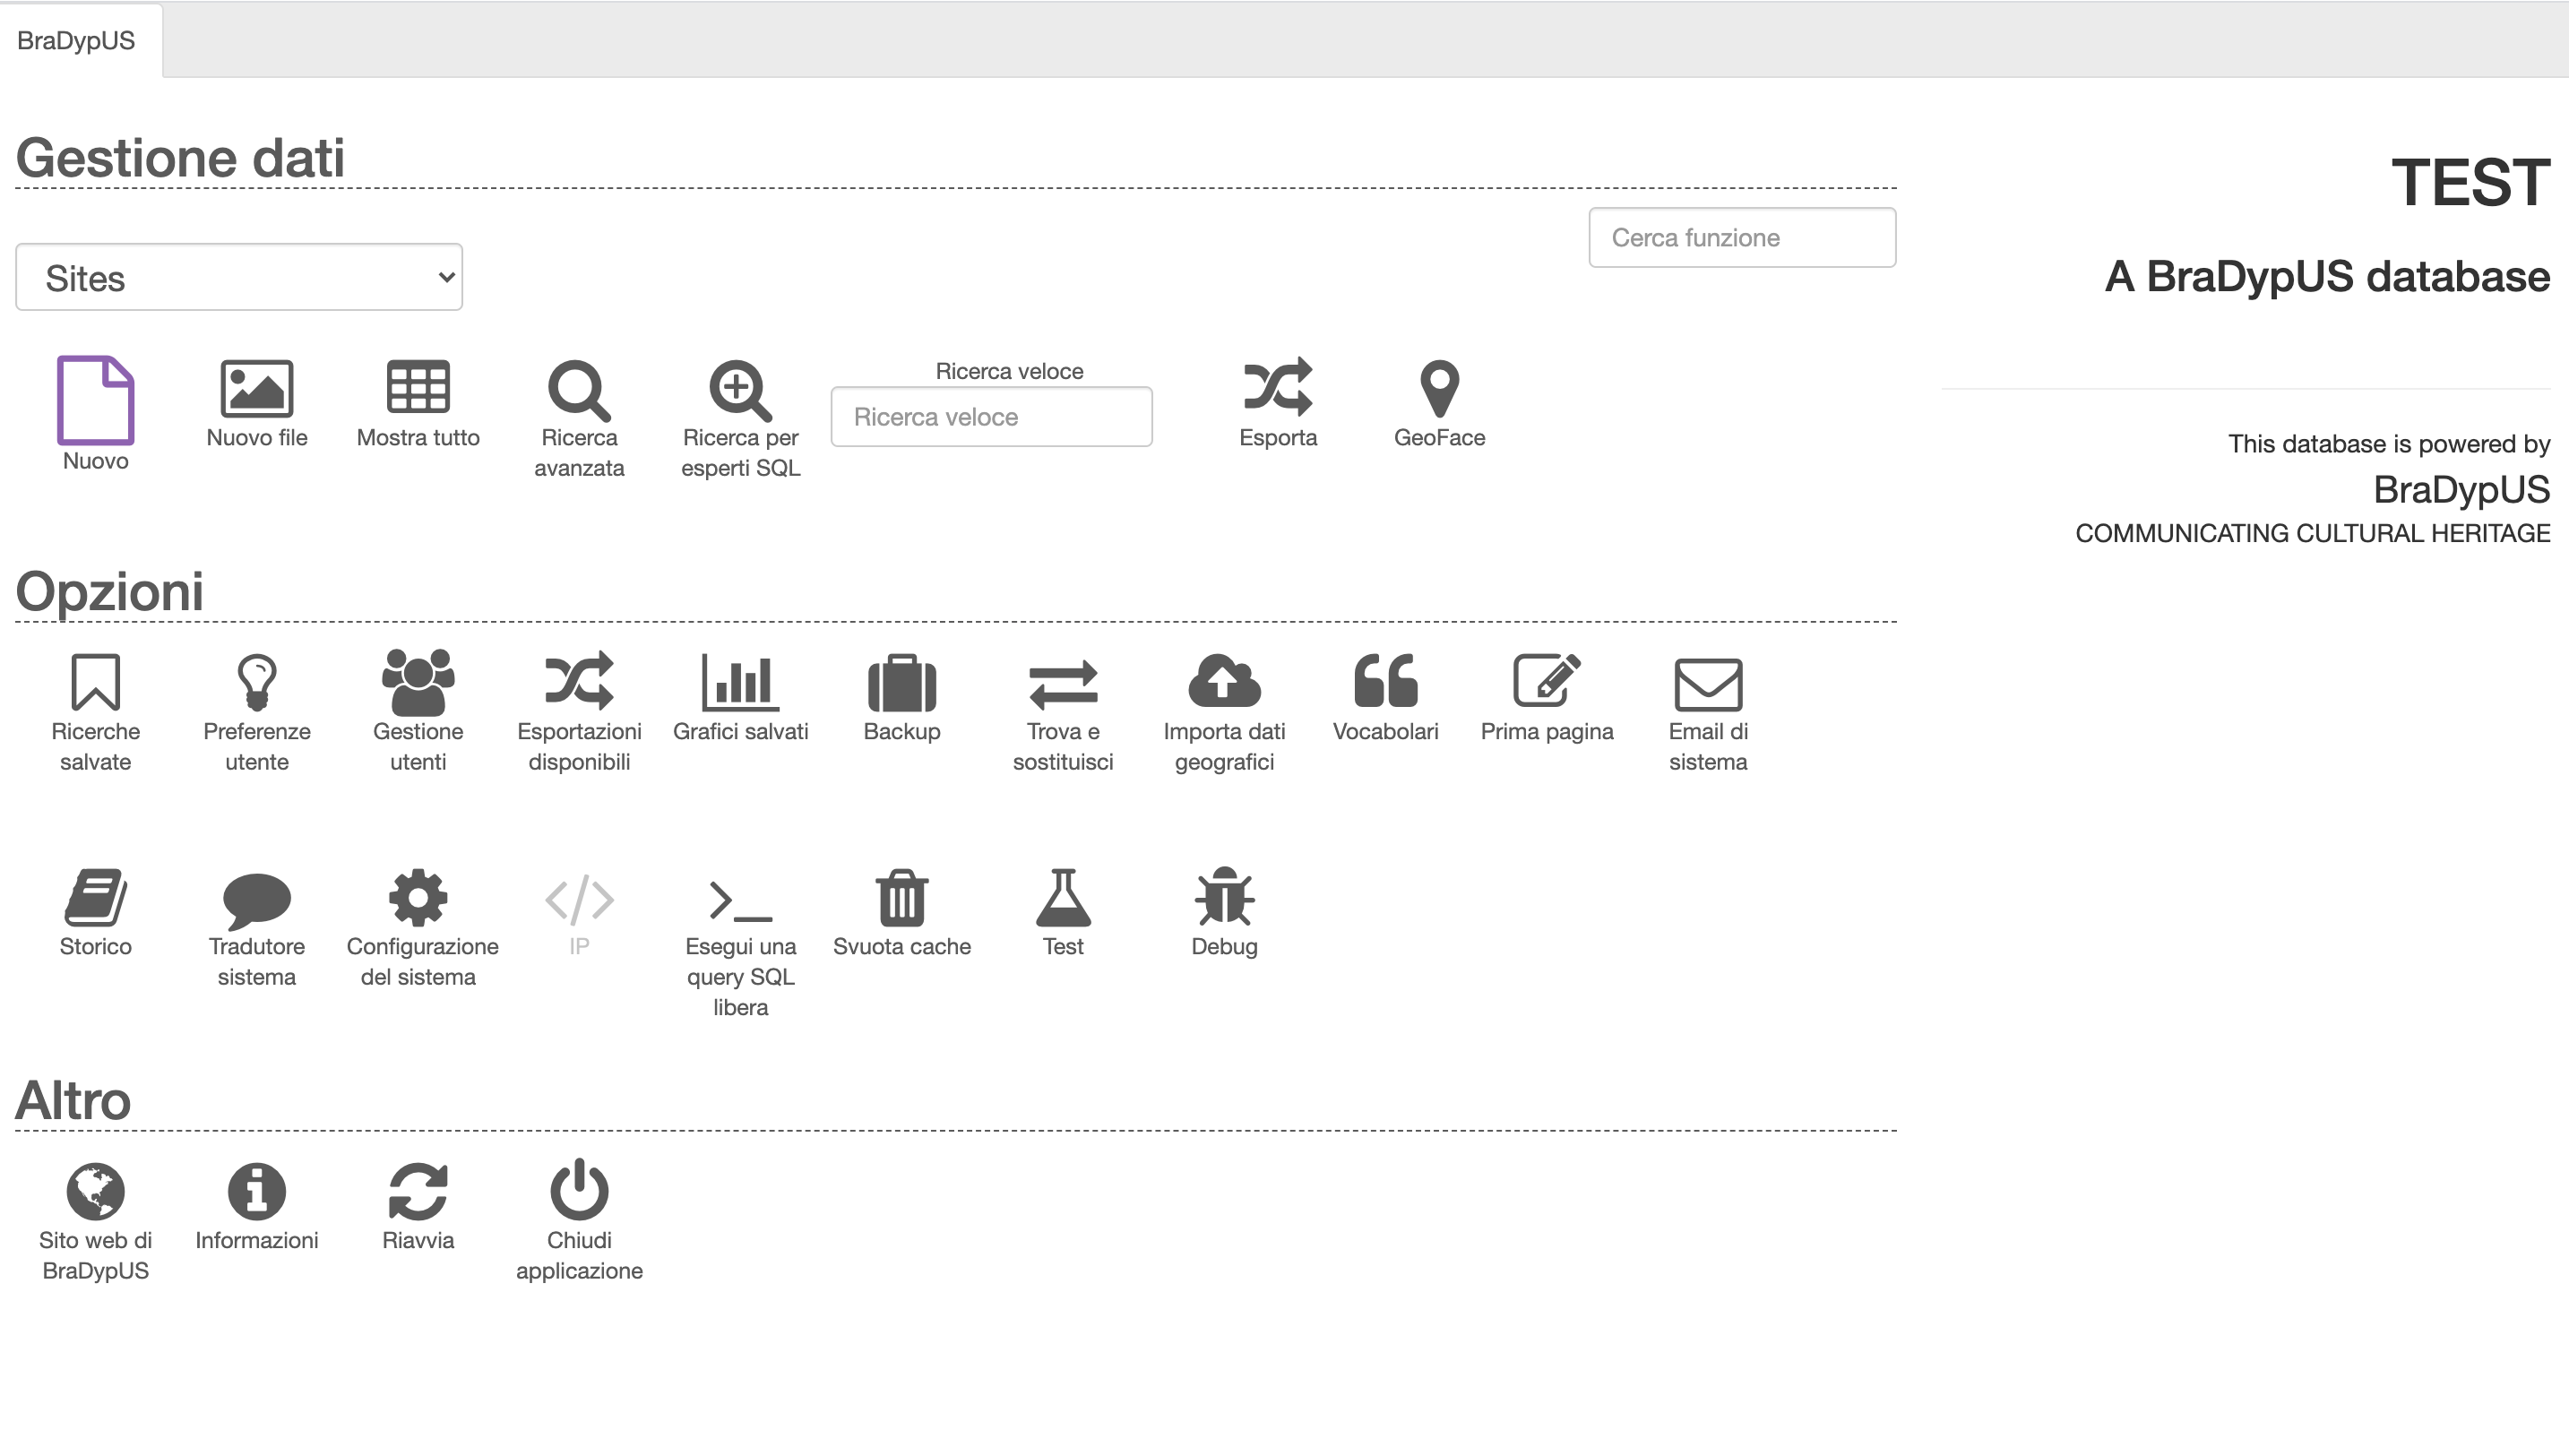 BraDypUS
Gestione dati
Cerca funzione
Sites
Nuovo
Nuovo file
Mostra tutto
Ricerca
avanzata
Ricerca per
esperti SQL
Ricerca veloce
Ricerca veloce
Esporta
GeoFace
Opzioni
Ricerche
salvate
Preferenze
utente
Gestione
utenti
Esportazioni
disponibili
Grafici salvati
Backup
Trova e
sostituisci
Importa dati
geografici
Vocabolari
Prima pagina
Email di
sistema
Storico
Tradutore
sistema
Configurazione
del sistema
IP
Esegui una
query SQL
libera
Svuota cache
Test
Debug
Altro
Sito web di
BraDypUS
Informazioni
Riavvia
Chiudi
applicazione
TEST
A BraDypUS database
This database is powered by
BraDypUS
COMMUNICATING CULTURAL HERITAGE